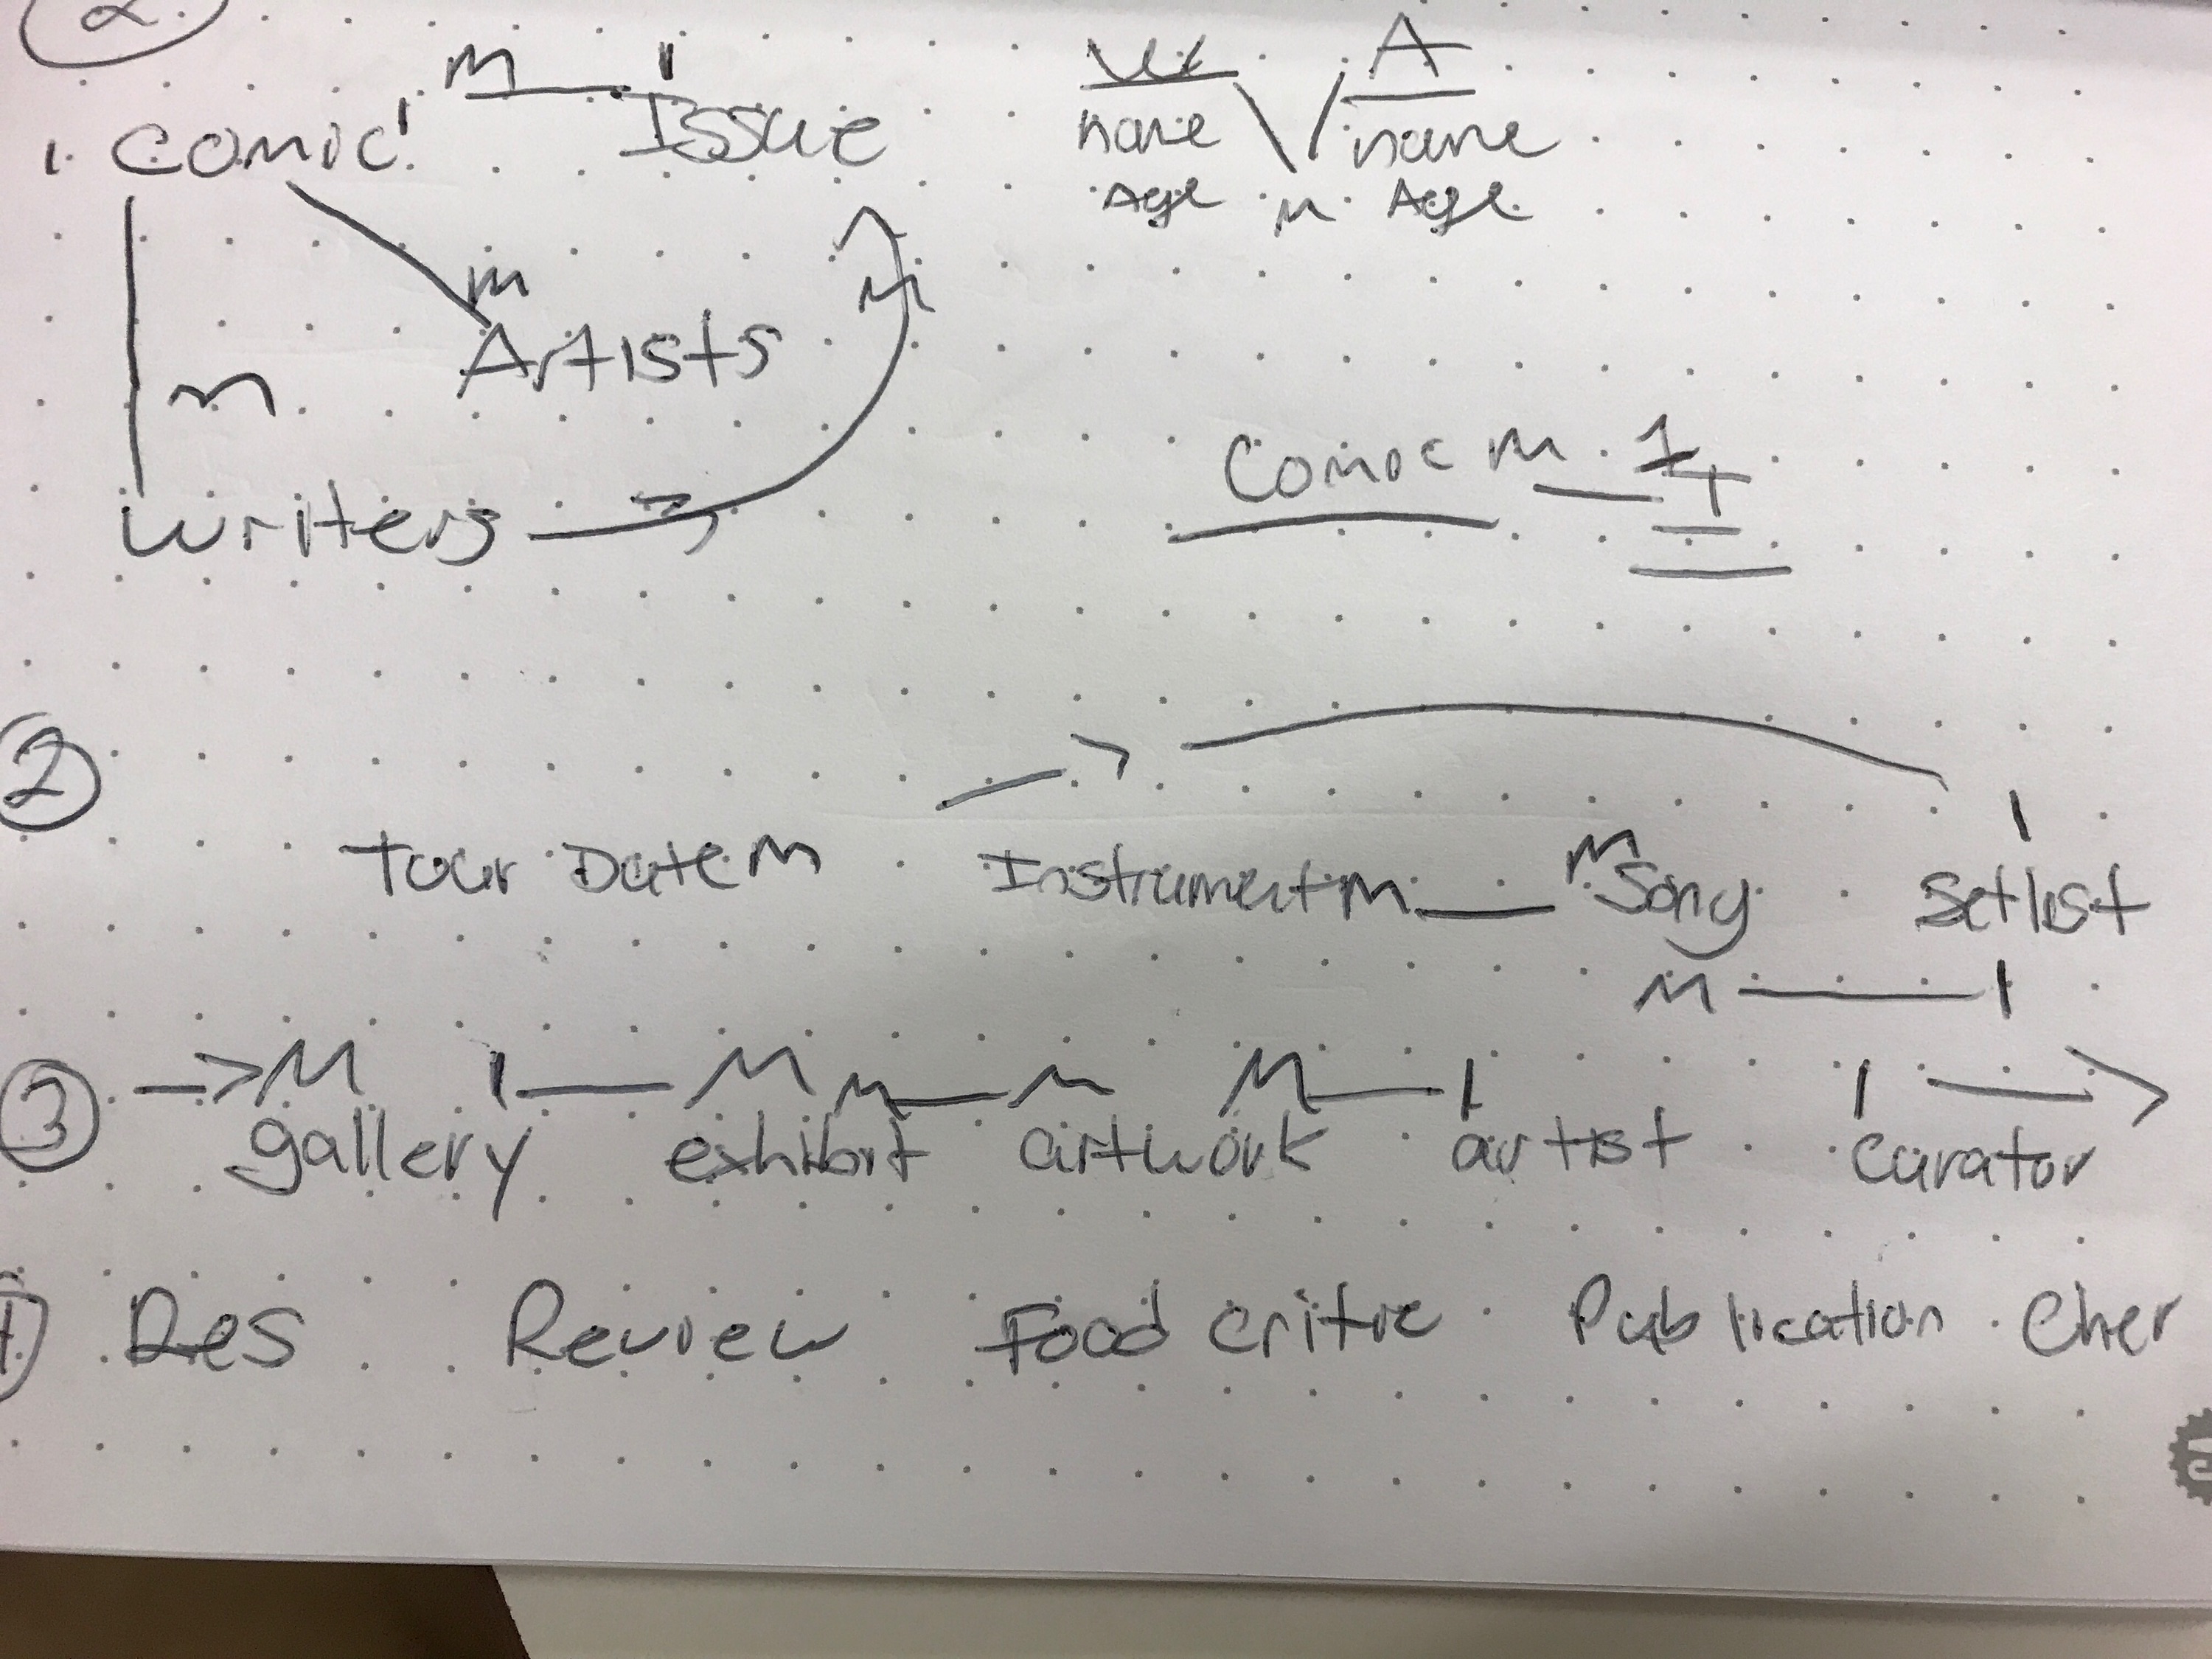 2
1. Comic 1 m 1 Issue
name name
Age m Age
A
m m
Artists m
Writers Comic m 1 I
2
Tour Date m Instrument m m Song Setlist 1
m 1
3 M 1 M m m M 1 1
gallery exhibit artwork artist curator
4 Res Review Food critic Publication Cher